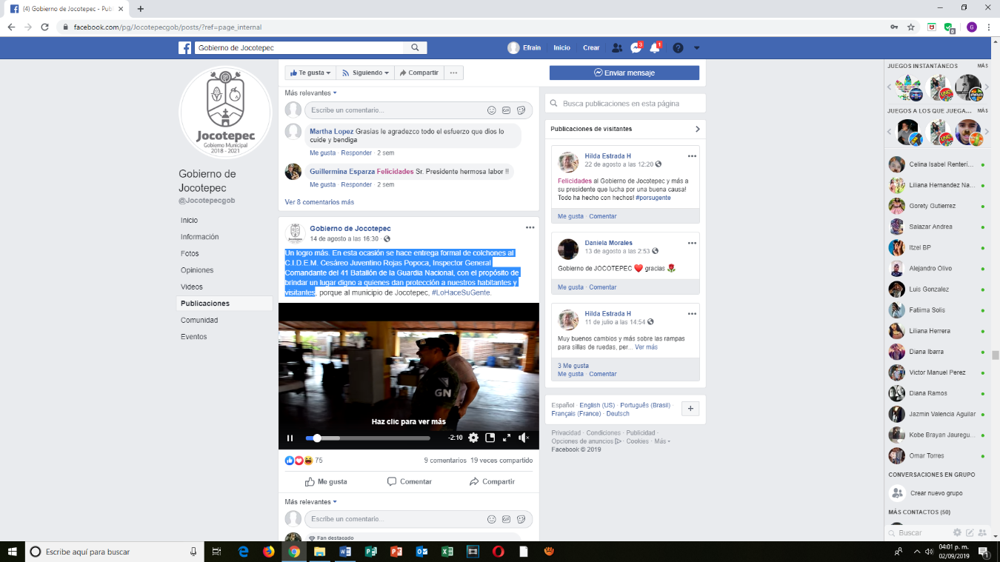 (4) Gobierno de Jocotepec - Publ
facebook.com/pg/Jocotepecgob/posts/?ref=page_internal
Gobierno de Jocotepec
Efrain
Inicio
Crear
3
1
Jocotepec
Gobierno Municipal
2018 - 2021
Gobierno de
Jocotepec
@Jocotepecgob
Inicio
Información
Fotos
Opiniones
Videos
Publicaciones
Comunidad
Eventos
Te gusta
Siguiendo
Compartir
Enviar mensaje
Más relevantes
Escribe un comentario...
Martha Lopez Grasias le agradezco todo el esfuerzo que dios lo
cuide y bendiga
Me gusta · Responder · 2 sem
Guillermina Esparza Felicidades Sr. Presidente hermosa labor !!
Me gusta · Responder · 2 sem
Ver 8 comentarios más
Gobierno de Jocotepec
14 de agosto a las 16:30 ·
Un logro más. En esta ocasión se hace entrega formal de colchones al
C.I.D.E.M. Cesáreo Juventino Rojas Popoca, Inspector General
Comandante del 41 Batallón de la Guardia Nacional, con el propósito de
brindar un lugar digno a quienes dan protección a nuestros habitantes y
visitantes, porque al municipio de Jocotepec, #LoHaceSuGente.
GN
Haz clic para ver más
-2:10
75
9 comentarios 19 veces compartido
Me gusta
Comentar
Compartir
Más relevantes
Escribe un comentario...
Fan destacado
Busca publicaciones en esta página
Publicaciones de visitantes
Hilda Estrada H
22 de agosto a las 12:20 ·
Felicidades al Gobierno de Jocotepec y más a
su presidente que lucha por una buena causa!
Todo ha hecho con hechos! #porsugente
Me gusta · Comentar
Daniela Morales
13 de agosto a las 2:53 ·
Gobierno de JOCOTEPEC ❤️ gracias 🌹
Me gusta · Comentar
Hilda Estrada H
11 de julio a las 14:54 ·
Muy buenos cambios y más sobre las rampas
para sillas de ruedas, per... Ver más
3 Me gusta
Me gusta · Comentar
Español · English (US) · Português (Brasil) ·
Français (France) · Deutsch
Privacidad · Condiciones · Publicidad ·
Opciones de anuncios · Cookies · Más
Facebook © 2019
JUEGOS INSTANTÁNEOS MÁS
JUEGOS A LOS QUE JUEGA... MÁS
Celina Isabel Renterí...
Liliana Hernandez Na...
Gorety Gutierrez
Salazar Andrea
Itzel BP
Alejandro Olivo
Luis Gonzalez
Fatiima Solis
Liliana Herrera
Diana Ibarra
Victor Manuel Perez
Diana Ramos
Jazmin Valencia Aguilar
Kobe Brayan Jauregu...
Omar Torres
CONVERSACIONES EN GRUPO
Crear nuevo grupo
MÁS CONTACTOS (50)
Buscar
Escribe aquí para buscar
04:01 p. m.
02/09/2019